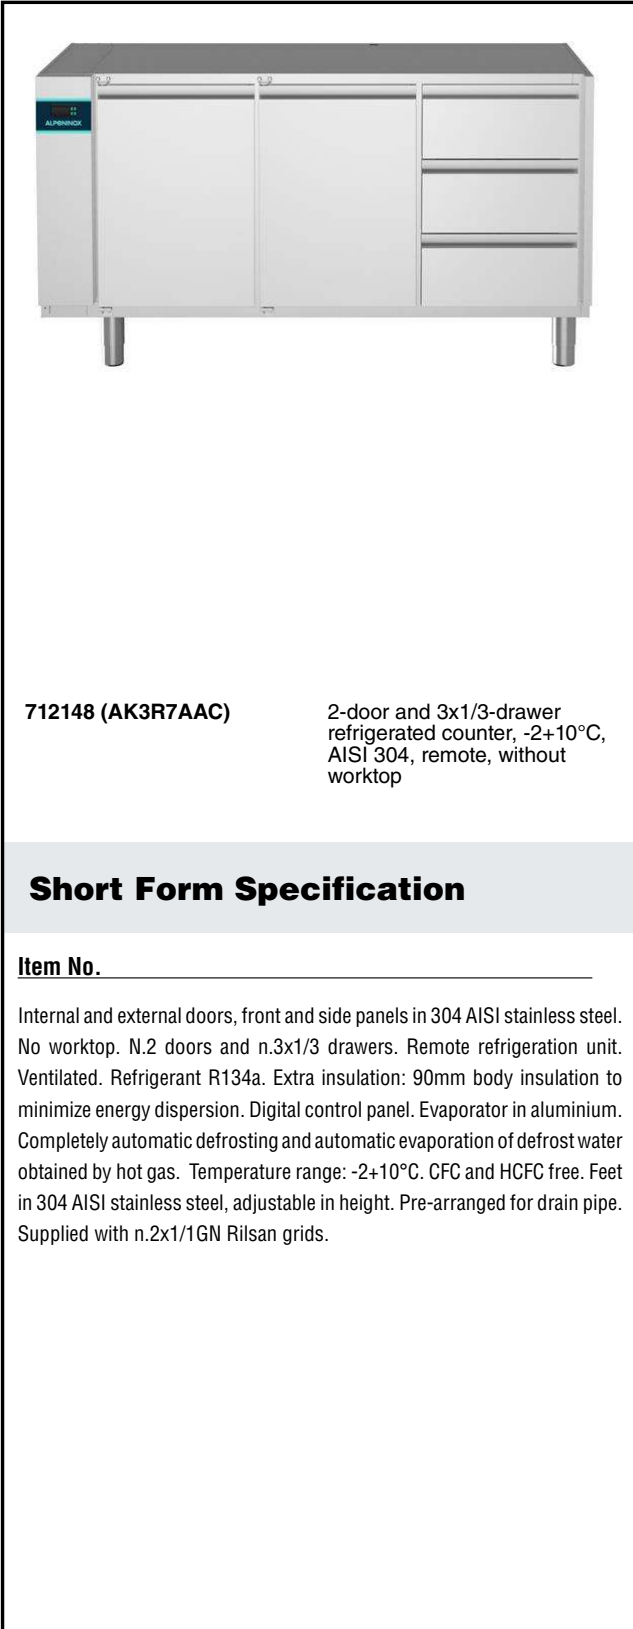 ALPENINOX
712148 (AK3R7AAC)
2-door and 3x1/3-drawer
refrigerated counter, -2+10°C,
AISI 304, remote, without
worktop
Short Form Specification
Item No.
Internal and external doors, front and side panels in 304 AISI stainless steel.
No worktop. N.2 doors and n.3x1/3 drawers. Remote refrigeration unit.
Ventilated. Refrigerant R134a. Extra insulation: 90mm body insulation to
minimize energy dispersion. Digital control panel. Evaporator in aluminium.
Completely automatic defrosting and automatic evaporation of defrost water
obtained by hot gas. Temperature range: -2+10°C. CFC and HCFC free. Feet
in 304 AISI stainless steel, adjustable in height. Pre-arranged for drain pipe.
Supplied with n.2x1/1GN Rilsan grids.